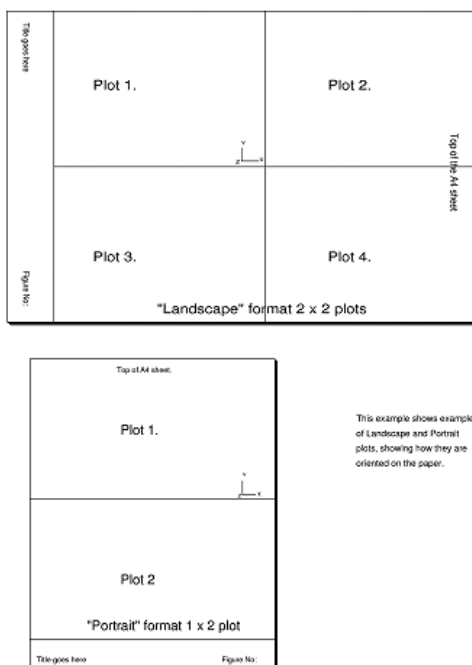 Title goes here
Plot 1.
Plot 2.
Y
Z X
Top of the A4 sheet
Plot 3.
Plot 4.
Figure No:
"Landscape" format 2 x 2 plots
Top of A4 sheet.
Plot 1.
Y
Z X
Plot 2
"Portrait" format 1 x 2 plot
Title goes here
Figure No:
This example shows example
of Landscape and Portrait
plots, showing how they are
oriented on the paper.